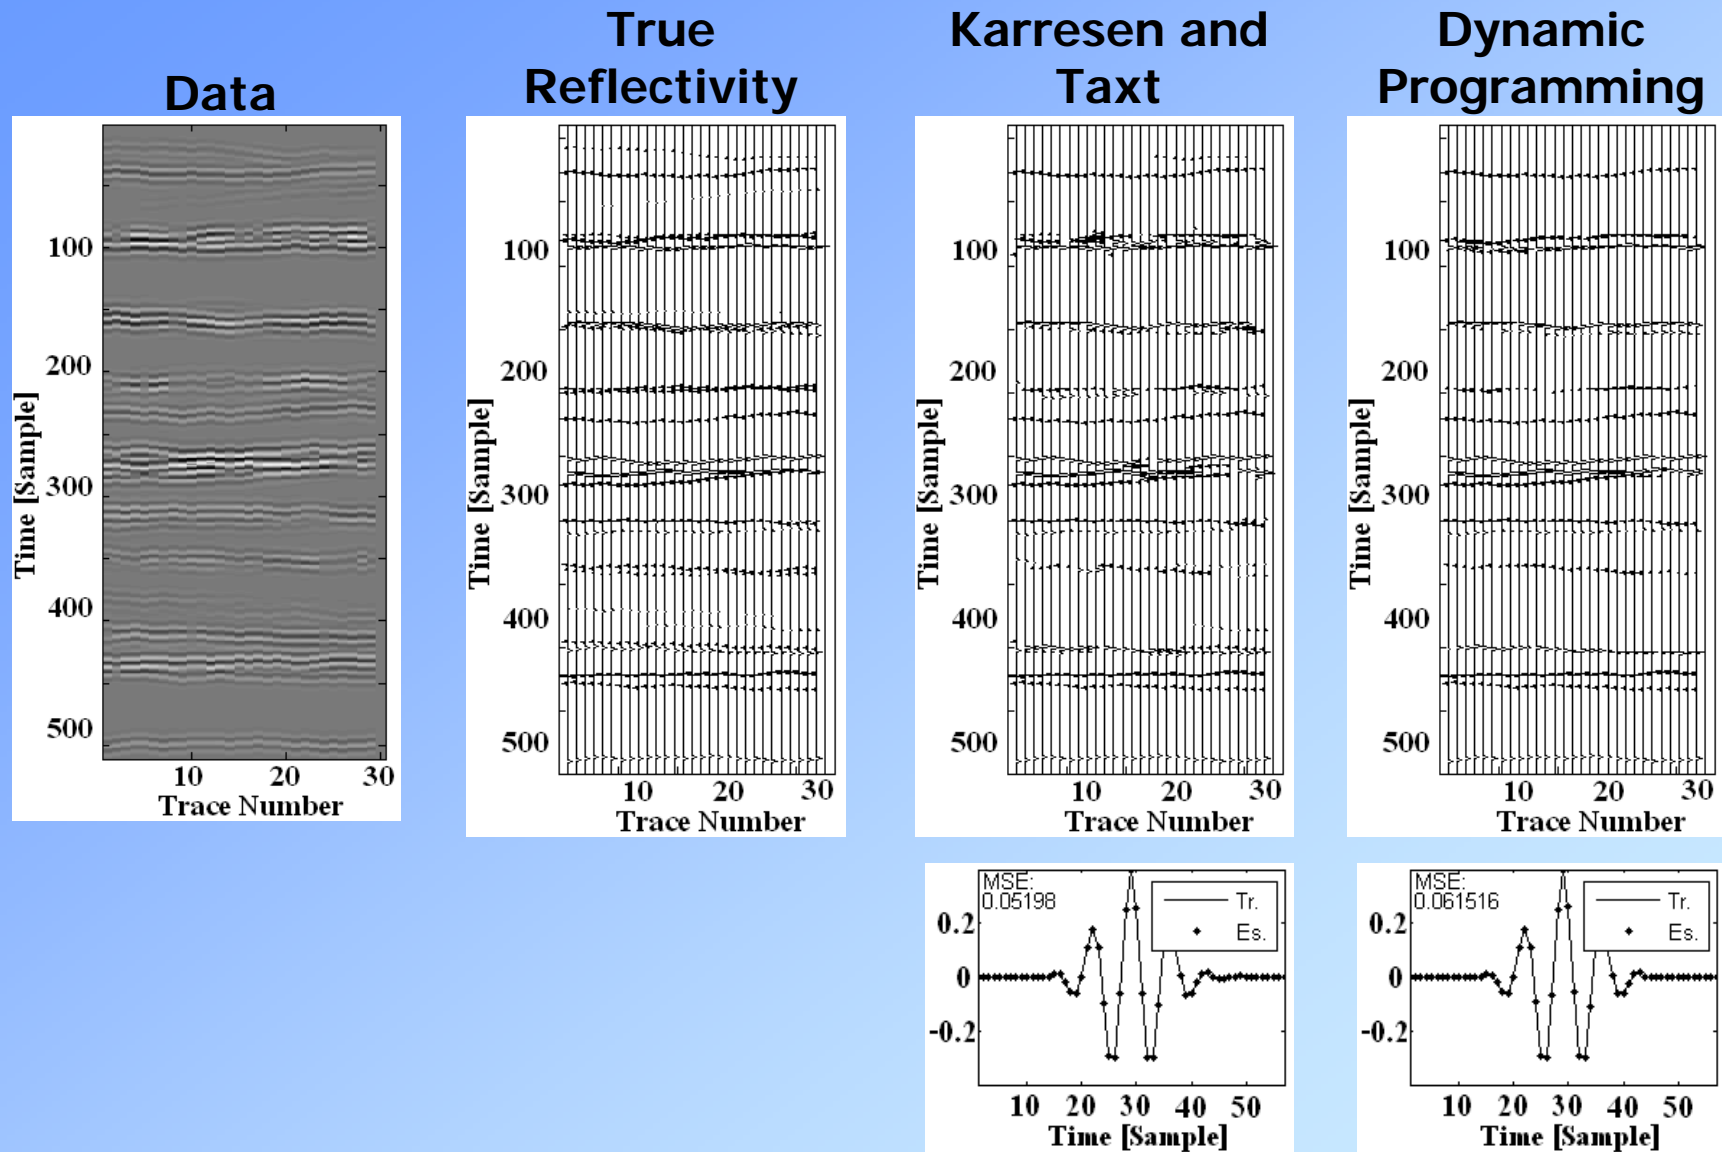 Data
True
Reflectivity
Karresen and
Taxt
Dynamic
Programming
Time [Sample]
100
200
300
400
500
10 20 30
Trace Number
Time [Sample]
100
200
300
400
500
10 20 30
Trace Number
Time [Sample]
100
200
300
400
500
10 20 30
Trace Number
Time [Sample]
100
200
300
400
500
10 20 30
Trace Number
MSE:
0.05198
Tr.
Es.
0.2
0
-0.2
10 20 30 40 50
Time [Sample]
MSE:
0.061516
Tr.
Es.
0.2
0
-0.2
10 20 30 40 50
Time [Sample]